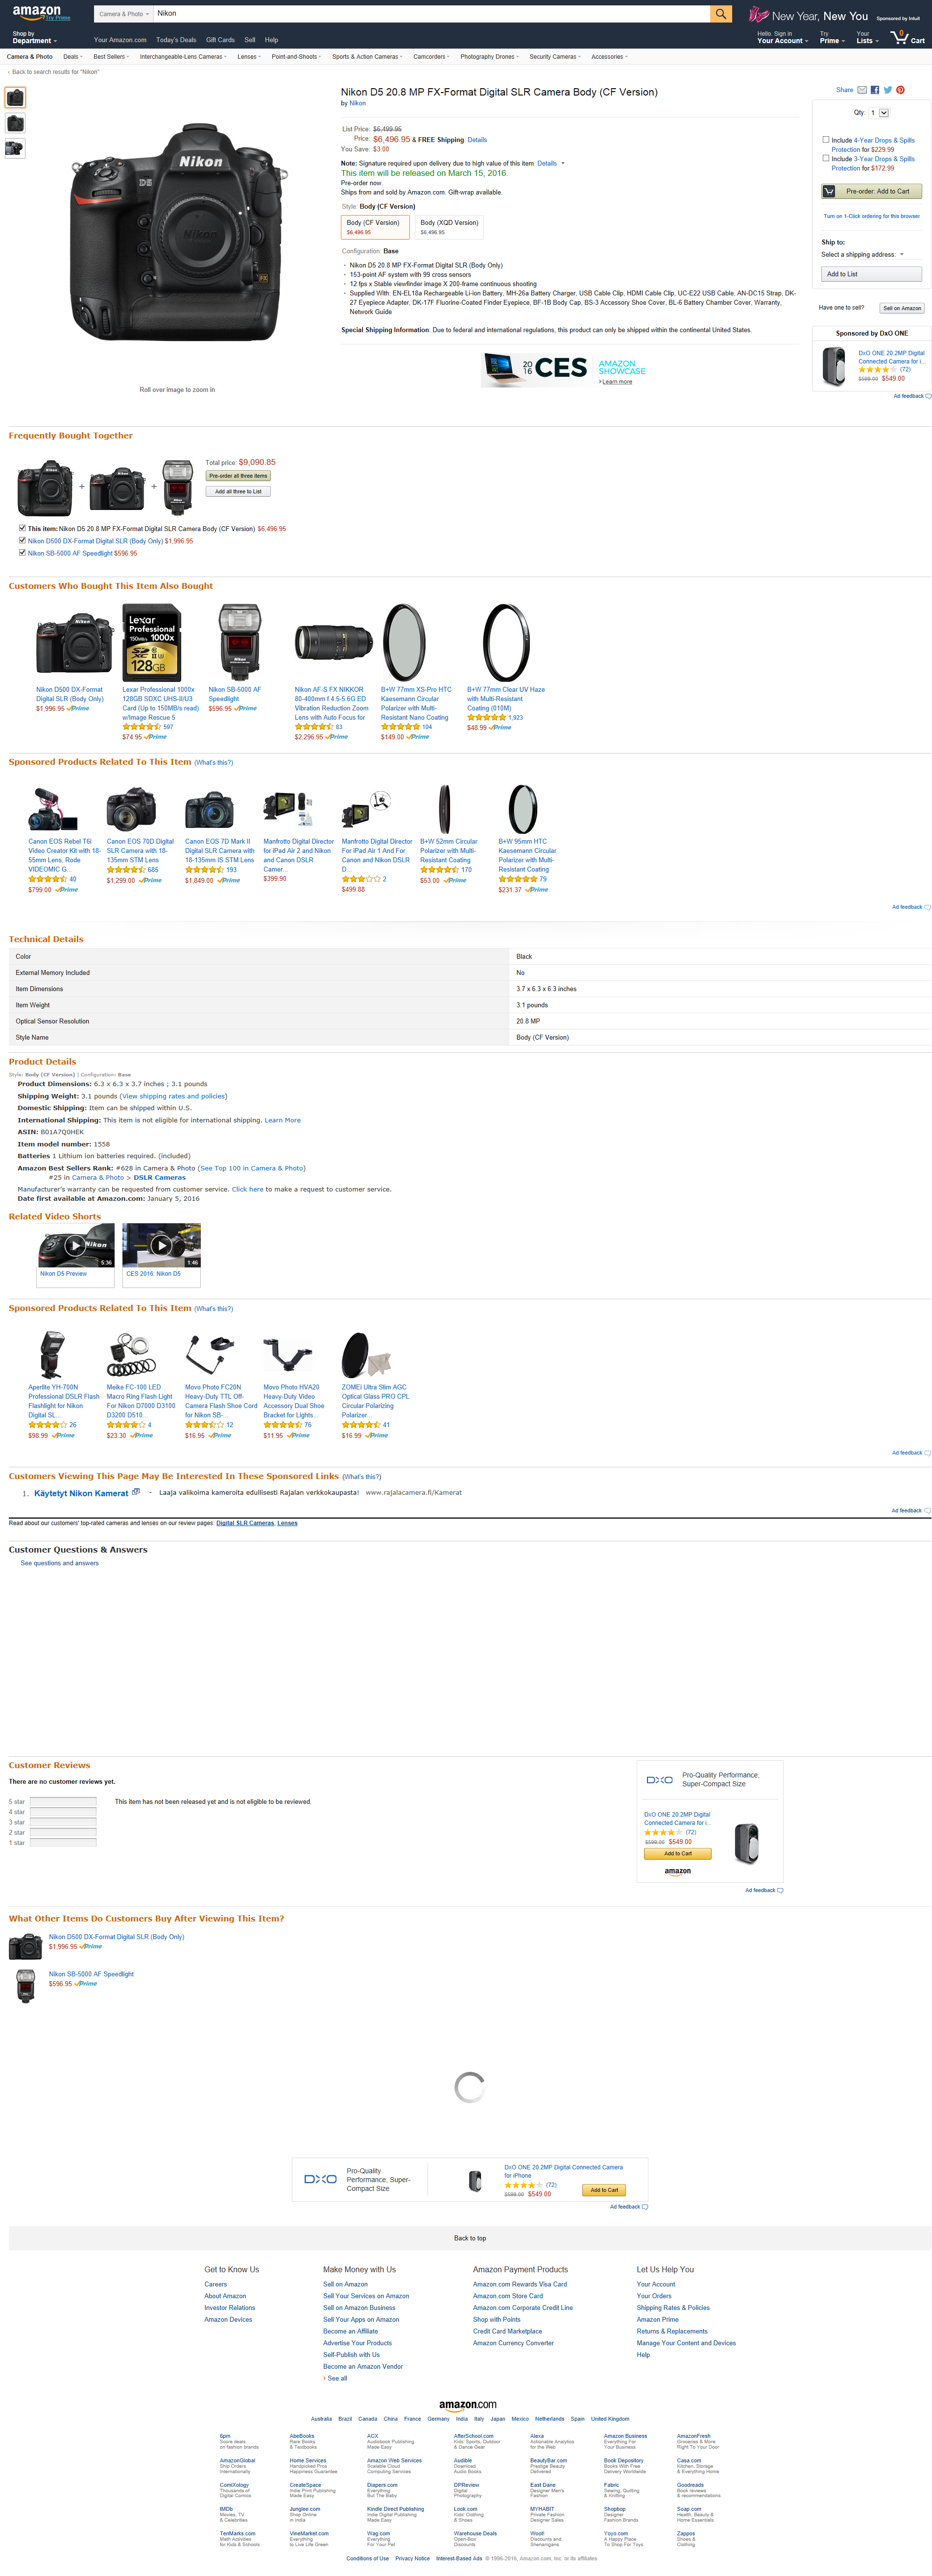 amazon
Try Prime
Camera & Photo
Nikon
New Year, New You
Sponsored by Intuit
Shop by
Department
Your Amazon.com Today's Deals Gift Cards Sell Help
Hello. Sign in
Your Account
Try
Prime
Your
Lists
0
Cart
Camera & Photo Deals Best Sellers Interchangeable-Lens Cameras Lenses Point-and-Shoots Sports & Action Cameras Camcorders Photography Drones Security Cameras Accessories
‹ Back to search results for "Nikon"
Nikon D5 20.8 MP FX-Format Digital SLR Camera Body (CF Version)
by Nikon
List Price: $6,499.95
Price: $6,496.95 & FREE Shipping. Details
You Save: $3.00
Note: Signature required upon delivery due to high value of this item. Details
This item will be released on March 15, 2016.
Pre-order now.
Ships from and sold by Amazon.com. Gift-wrap available.
Style: Body (CF Version)
Body (CF Version)
$6,496.95
Body (XQD Version)
$6,496.95
Configuration: Base
Nikon D5 20.8 MP FX-Format Digital SLR (Body Only)
153-point AF system with 99 cross sensors
12 fps x Stable viewfinder image X 200-frame continuous shooting
Supplied With: EN-EL18a Rechargeable Li-ion Battery, MH-26a Battery Charger, USB Cable Clip, HDMI Cable Clip, UC-E22 USB Cable, AN-DC15 Strap, DK-
27 Eyepiece Adapter, DK-17F Fluorine-Coated Finder Eyepiece, BF-1B Body Cap, BS-3 Accessory Shoe Cover, BL-6 Battery Chamber Cover, Warranty,
Network Guide
Special Shipping Information: Due to federal and international regulations, this product can only be shipped within the continental United States.
Roll over image to zoom in
2016 CES
AMAZON
SHOWCASE
› Learn more
Share
Qty: 1
Include 4-Year Drops & Spills
Protection for $229.99
Include 3-Year Drops & Spills
Protection for $172.99
Pre-order: Add to Cart
Turn on 1-Click ordering for this browser
Ship to:
Select a shipping address:
Add to List
Have one to sell? Sell on Amazon
Sponsored by DxO ONE
DxO ONE 20.2MP Digital
Connected Camera for i...
(72)
$599.00 $549.00
Ad feedback
Frequently Bought Together
Total price: $9,090.85
Pre-order all three items
Add all three to List
This item: Nikon D5 20.8 MP FX-Format Digital SLR Camera Body (CF Version) $6,496.95
Nikon D500 DX-Format Digital SLR (Body Only) $1,996.95
Nikon SB-5000 AF Speedlight $596.95
Customers Who Bought This Item Also Bought
Nikon D500 DX-Format
Digital SLR (Body Only)
$1,996.95 Prime
Lexar Professional 1000x
128GB SDXC UHS-II/U3
Card (Up to 150MB/s read)
w/Image Rescue 5
597
$74.95 Prime
Nikon SB-5000 AF
Speedlight
$596.95 Prime
Nikon AF-S FX NIKKOR
80-400mm f.4.5-5.6G ED
Vibration Reduction Zoom
Lens with Auto Focus for
83
$2,296.95 Prime
B+W 77mm XS-Pro HTC
Kaesemann Circular
Polarizer with Multi-
Resistant Nano Coating
104
$149.00 Prime
B+W 77mm Clear UV Haze
with Multi-Resistant
Coating (010M)
1,923
$48.99 Prime
Sponsored Products Related To This Item (What's this?)
Canon EOS Rebel T6i
Video Creator Kit with 18-
55mm Lens, Rode
VIDEOMIC G...
40
$799.00 Prime
Canon EOS 70D Digital
SLR Camera with 18-
135mm STM Lens
685
$1,299.00 Prime
Canon EOS 7D Mark II
Digital SLR Camera with
18-135mm IS STM Lens
193
$1,849.00 Prime
Manfrotto Digital Director
for iPad Air 2 and Nikon
and Canon DSLR
Camer...
$399.90
Manfrotto Digital Director
For iPad Air 1 And For
Canon and Nikon DSLR
D...
2
$499.88
B+W 52mm Circular
Polarizer with Multi-
Resistant Coating
170
$53.00 Prime
B+W 95mm HTC
Kaesemann Circular
Polarizer with Multi-
Resistant Coating
79
$231.37 Prime
Ad feedback
Technical Details
Color Black
External Memory Included No
Item Dimensions 3.7 x 6.3 x 6.3 inches
Item Weight 3.1 pounds
Optical Sensor Resolution 20.8 MP
Style Name Body (CF Version)
Product Details
Style: Body (CF Version) | Configuration: Base
Product Dimensions: 6.3 x 6.3 x 3.7 inches ; 3.1 pounds
Shipping Weight: 3.1 pounds (View shipping rates and policies)
Domestic Shipping: Item can be shipped within U.S.
International Shipping: This item is not eligible for international shipping. Learn More
ASIN: B01A7Q0HEK
Item model number: 1558
Batteries 1 Lithium ion batteries required. (included)
Amazon Best Sellers Rank: #628 in Camera & Photo (See Top 100 in Camera & Photo)
#25 in Camera & Photo > DSLR Cameras
Manufacturer's warranty can be requested from customer service. Click here to make a request to customer service.
Date first available at Amazon.com: January 5, 2016
Related Video Shorts
5:36
Nikon D5 Preview
1:46
CES 2016: Nikon D5
Sponsored Products Related To This Item (What's this?)
Aperlite YH-700N
Professional DSLR Flash
Flashlight for Nikon
Digital SL...
26
$98.99 Prime
Meike FC-100 LED
Macro Ring Flash Light
For Nikon D7000 D3100
D3200 D510...
4
$23.30 Prime
Movo Photo FC20N
Heavy-Duty TTL Off-
Camera Flash Shoe Cord
for Nikon SB-...
12
$16.95 Prime
Movo Photo HVA20
Heavy-Duty Video
Accessory Dual Shoe
Bracket for Lights...
76
$11.95 Prime
ZOMEi Ultra Slim AGC
Optical Glass PRO CPL
Circular Polarizing
Polarizer...
41
$16.99 Prime
Ad feedback
Customers Viewing This Page May Be Interested In These Sponsored Links (What's this?)
1. Käytetyt Nikon Kamerat - Laaja valikoima kameroita edullisesti Rajalan verkkokaupasta! www.rajalacamera.fi/Kamerat
Ad feedback
Read about our customers' top-rated cameras and lenses on our review pages: Digital SLR Cameras, Lenses
Customer Questions & Answers
See questions and answers
Customer Reviews
There are no customer reviews yet.
5 star
4 star
3 star
2 star
1 star
This item has not been released yet and is not eligible to be reviewed.
DXO
Pro-Quality Performance,
Super-Compact Size
DxO ONE 20.2MP Digital
Connected Camera for i...
(72)
$599.00 $549.00
Add to Cart
amazon
Ad feedback
What Other Items Do Customers Buy After Viewing This Item?
Nikon D500 DX-Format Digital SLR (Body Only)
$1,996.95 Prime
Nikon SB-5000 AF Speedlight
$596.95 Prime
DXO
Pro-Quality
Performance, Super-
Compact Size
DxO ONE 20.2MP Digital Connected Camera
for iPhone
(72)
$599.00 $549.00
Add to Cart
Ad feedback
Back to top
Get to Know Us
Careers
About Amazon
Investor Relations
Amazon Devices
Make Money with Us
Sell on Amazon
Sell Your Services on Amazon
Sell on Amazon Business
Sell Your Apps on Amazon
Become an Affiliate
Advertise Your Products
Self-Publish with Us
Become an Amazon Vendor
› See all
Amazon Payment Products
Amazon.com Rewards Visa Card
Amazon.com Store Card
Amazon.com Corporate Credit Line
Shop with Points
Credit Card Marketplace
Amazon Currency Converter
Let Us Help You
Your Account
Your Orders
Shipping Rates & Policies
Amazon Prime
Returns & Replacements
Manage Your Content and Devices
Help
amazon.com
Australia Brazil Canada China France Germany India Italy Japan Mexico Netherlands Spain United Kingdom
6pm
Score deals
on fashion brands
AbeBooks
Rare Books
& Textbooks
ACX
Audiobook Publishing
Made Easy
AfterSchool.com
Kids' Sports, Outdoor
& Dance Gear
Alexa
Actionable Analytics
for the Web
Amazon Business
Everything For
Your Business
AmazonFresh
Groceries & More
Right To Your Door
AmazonGlobal
Ship Orders
Internationally
Home Services
Handpicked Pros
Happiness Guarantee
Amazon Web Services
Scalable Cloud
Computing Services
Audible
Download
Audio Books
BeautyBar.com
Prestige Beauty
Delivered
Book Depository
Books With Free
Delivery Worldwide
Casa.com
Kitchen, Storage
& Everything Home
ComiXology
Thousands of
Digital Comics
CreateSpace
Indie Print Publishing
Made Easy
Diapers.com
Everything
But The Baby
DPReview
Digital
Photography
East Dane
Designer Men's
Fashion
Fabric
Sewing, Quilting
& Knitting
Goodreads
Book reviews
& recommendations
IMDb
Movies, TV
& Celebrities
Junglee.com
Shop Online
in India
Kindle Direct Publishing
Indie Digital Publishing
Made Easy
Look.com
Kids' Clothing
& Shoes
MYHABIT
Private Fashion
Designer Sales
Shopbop
Designer
Fashion Brands
Soap.com
Health, Beauty &
Home Essentials
TenMarks.com
Math Activities
for Kids & Schools
VineMarket.com
Everything
to Live Life Green
Wag.com
Everything
For Your Pet
Warehouse Deals
Open-Box
Discounts
Woot!
Discounts and
Shenanigans
Yoyo.com
A Happy Place
To Shop For Toys
Zappos
Shoes &
Clothing
Conditions of Use Privacy Notice Interest-Based Ads © 1996-2016, Amazon.com, Inc. or its affiliates